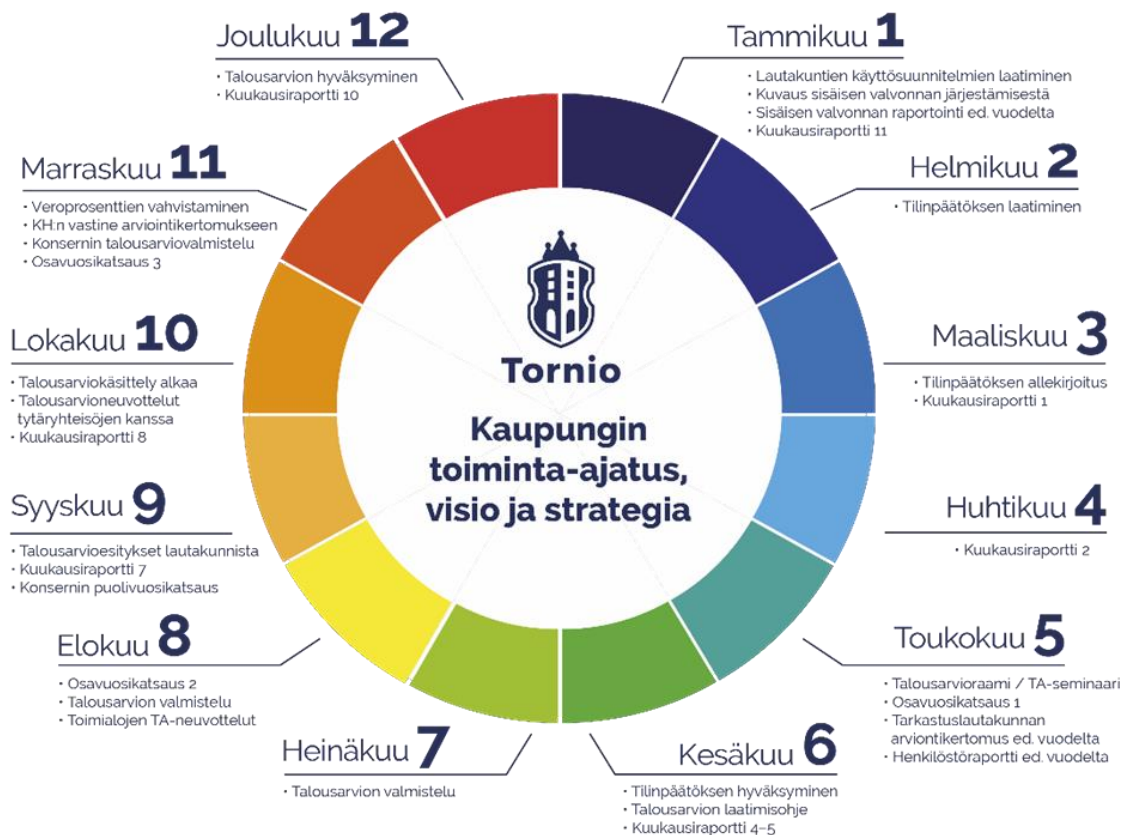 Tammikuu 1
• Lautakuntien käyttösuunnitelmien laatiminen
• Kuvaus sisäisen valvonnan järjestämisestä
• Sisäisen valvonnan raportointi ed. vuodelta
• Kuukausiraportti 11
Helmikuu 2
• Tilinpäätöksen laatiminen
Maaliskuu 3
• Tilinpäätöksen allekirjoitus
• Kuukausiraportti 1
Huhtikuu 4
• Kuukausiraportti 2
Toukokuu 5
• Talousarvioraami / TA-seminaari
• Osavuosikatsaus 1
• Tarkastuslautakunnan
arviontikertomus ed. vuodelta
• Henkilöstöraportti ed. vuodelta
Kesäkuu 6
• Tilinpäätöksen hyväksyminen
• Talousarvion laatimisohje
• Kuukausiraportti 4–5
Heinäkuu 7
• Talousarvion valmistelu
Elokuu 8
• Osavuosikatsaus 2
• Talousarvion valmistelu
• Toimialojen TA-neuvottelut
Syyskuu 9
• Talousarvioesitykset lautakunnista
• Kuukausiraportti 7
• Konsernin puolivuosikatsaus
Lokakuu 10
• Talousarviokäsittely alkaa
• Talousarvioneuvottelut
tytäryhteisöjen kanssa
• Kuukausiraportti 8
Marraskuu 11
• Veroprosenttien vahvistaminen
• KH:n vastine arviointikertomukseen
• Konsernin talousarviovalmistelu
• Osavuosikatsaus 3
Joulukuu 12
• Talousarvion hyväksyminen
• Kuukausiraportti 10
Tornio
Kaupungin
toiminta-ajatus,
visio ja strategia